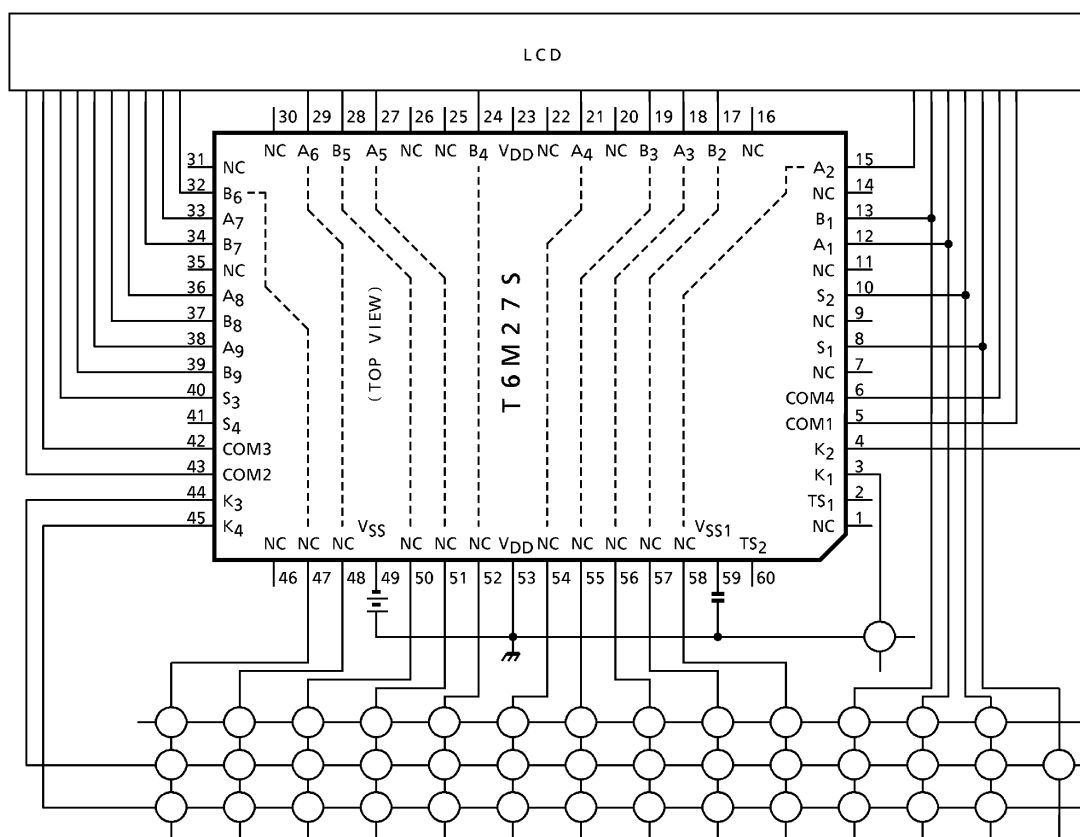 LCD
30 29 28 27 26 25 24 23 22 21 20 19 18 17 16
NC A6 B5 A5 NC NC B4 VDD NC A4 NC B3 A3 B2 NC
31 NC
32 B6
33 A7
34 B7
35 NC
36 A8
37 B8
38 A9
39 B9
40 S3
41 S4
42 COM3
43 COM2
44 K3
45 K4
(TOP VIEW)
T6M27S
A2 15
NC 14
B1 13
A1 12
NC 11
S2 10
NC 9
S1 8
NC 7
COM4 6
COM1 5
K2 4
K1 3
TS1 2
NC 1
NC NC NC VSS NC NC NC VDD NC NC NC NC NC VSS1 TS2
46 47 48 49 50 51 52 53 54 55 56 57 58 59 60